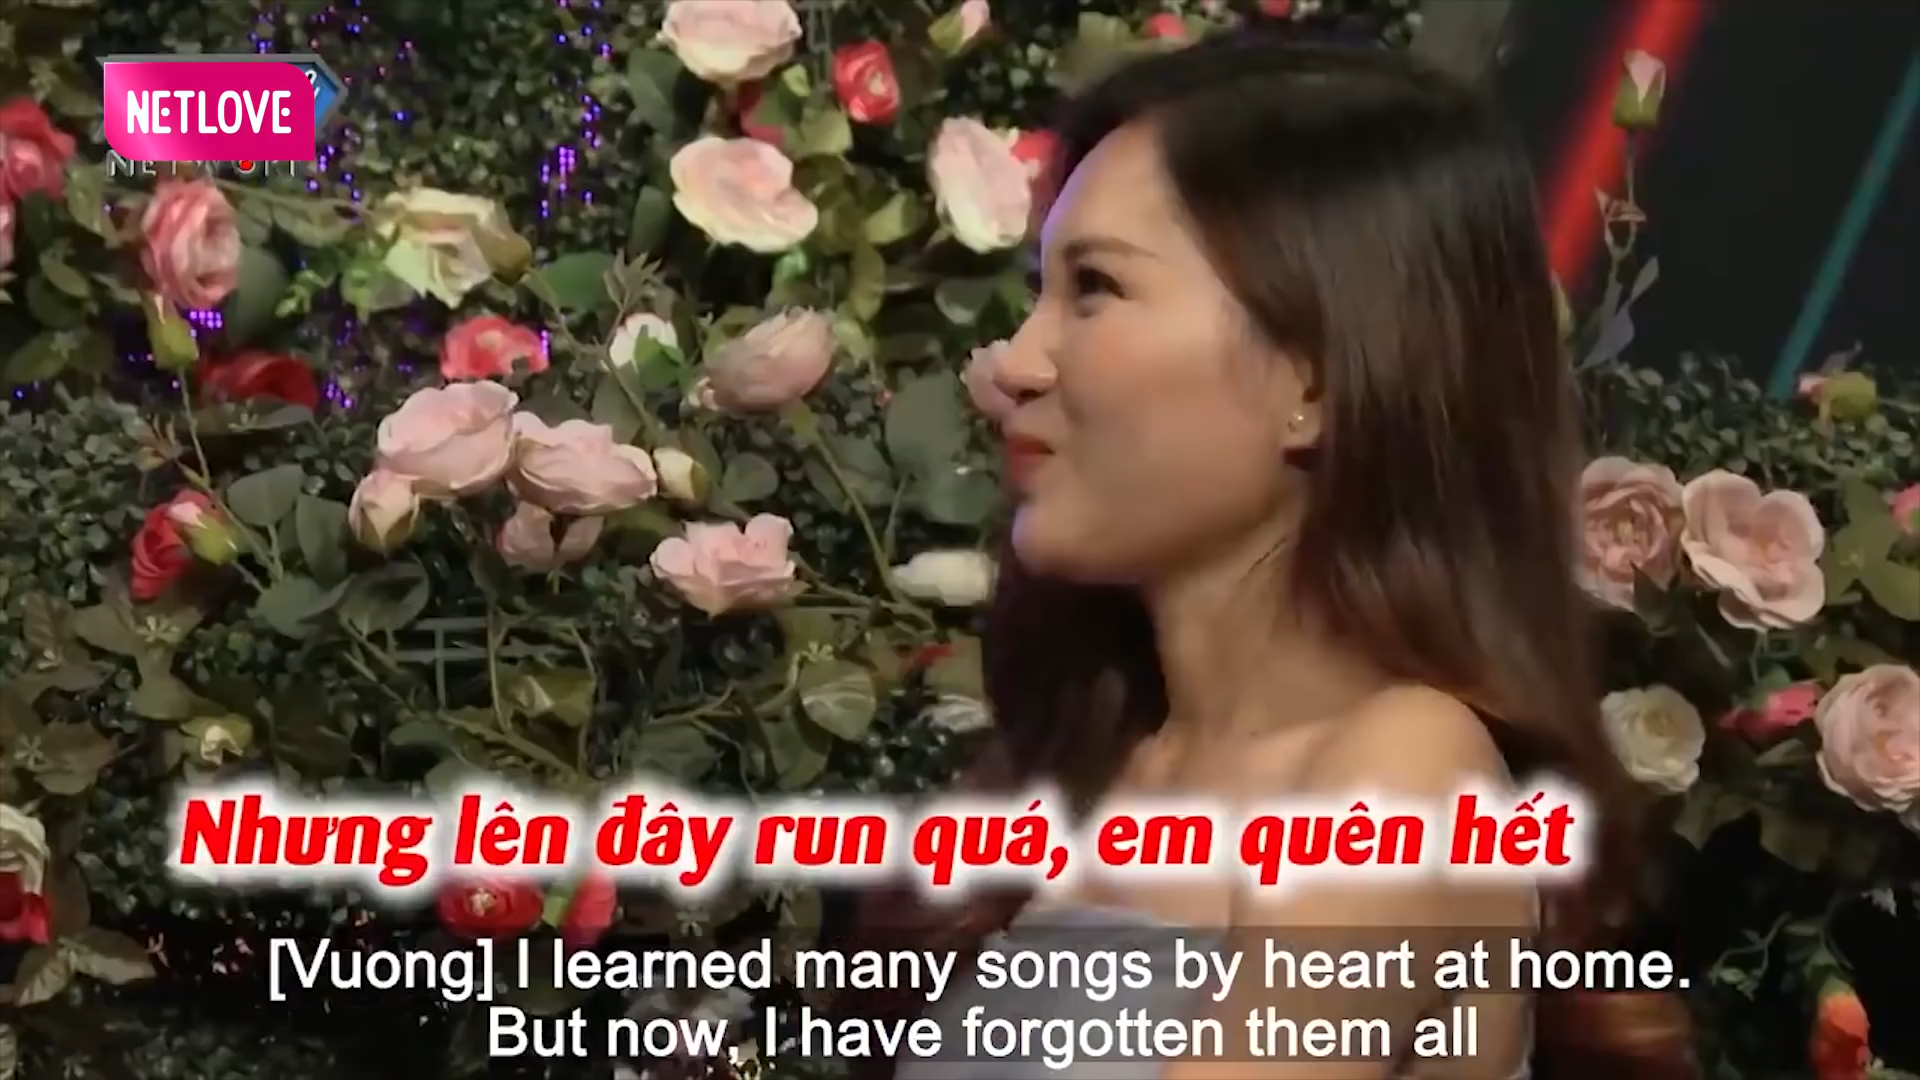 NETLOVE
Nhưng lên đây run quá, em quên hết
[Vuong] I learned many songs by heart at home.
But now, I have forgotten them all